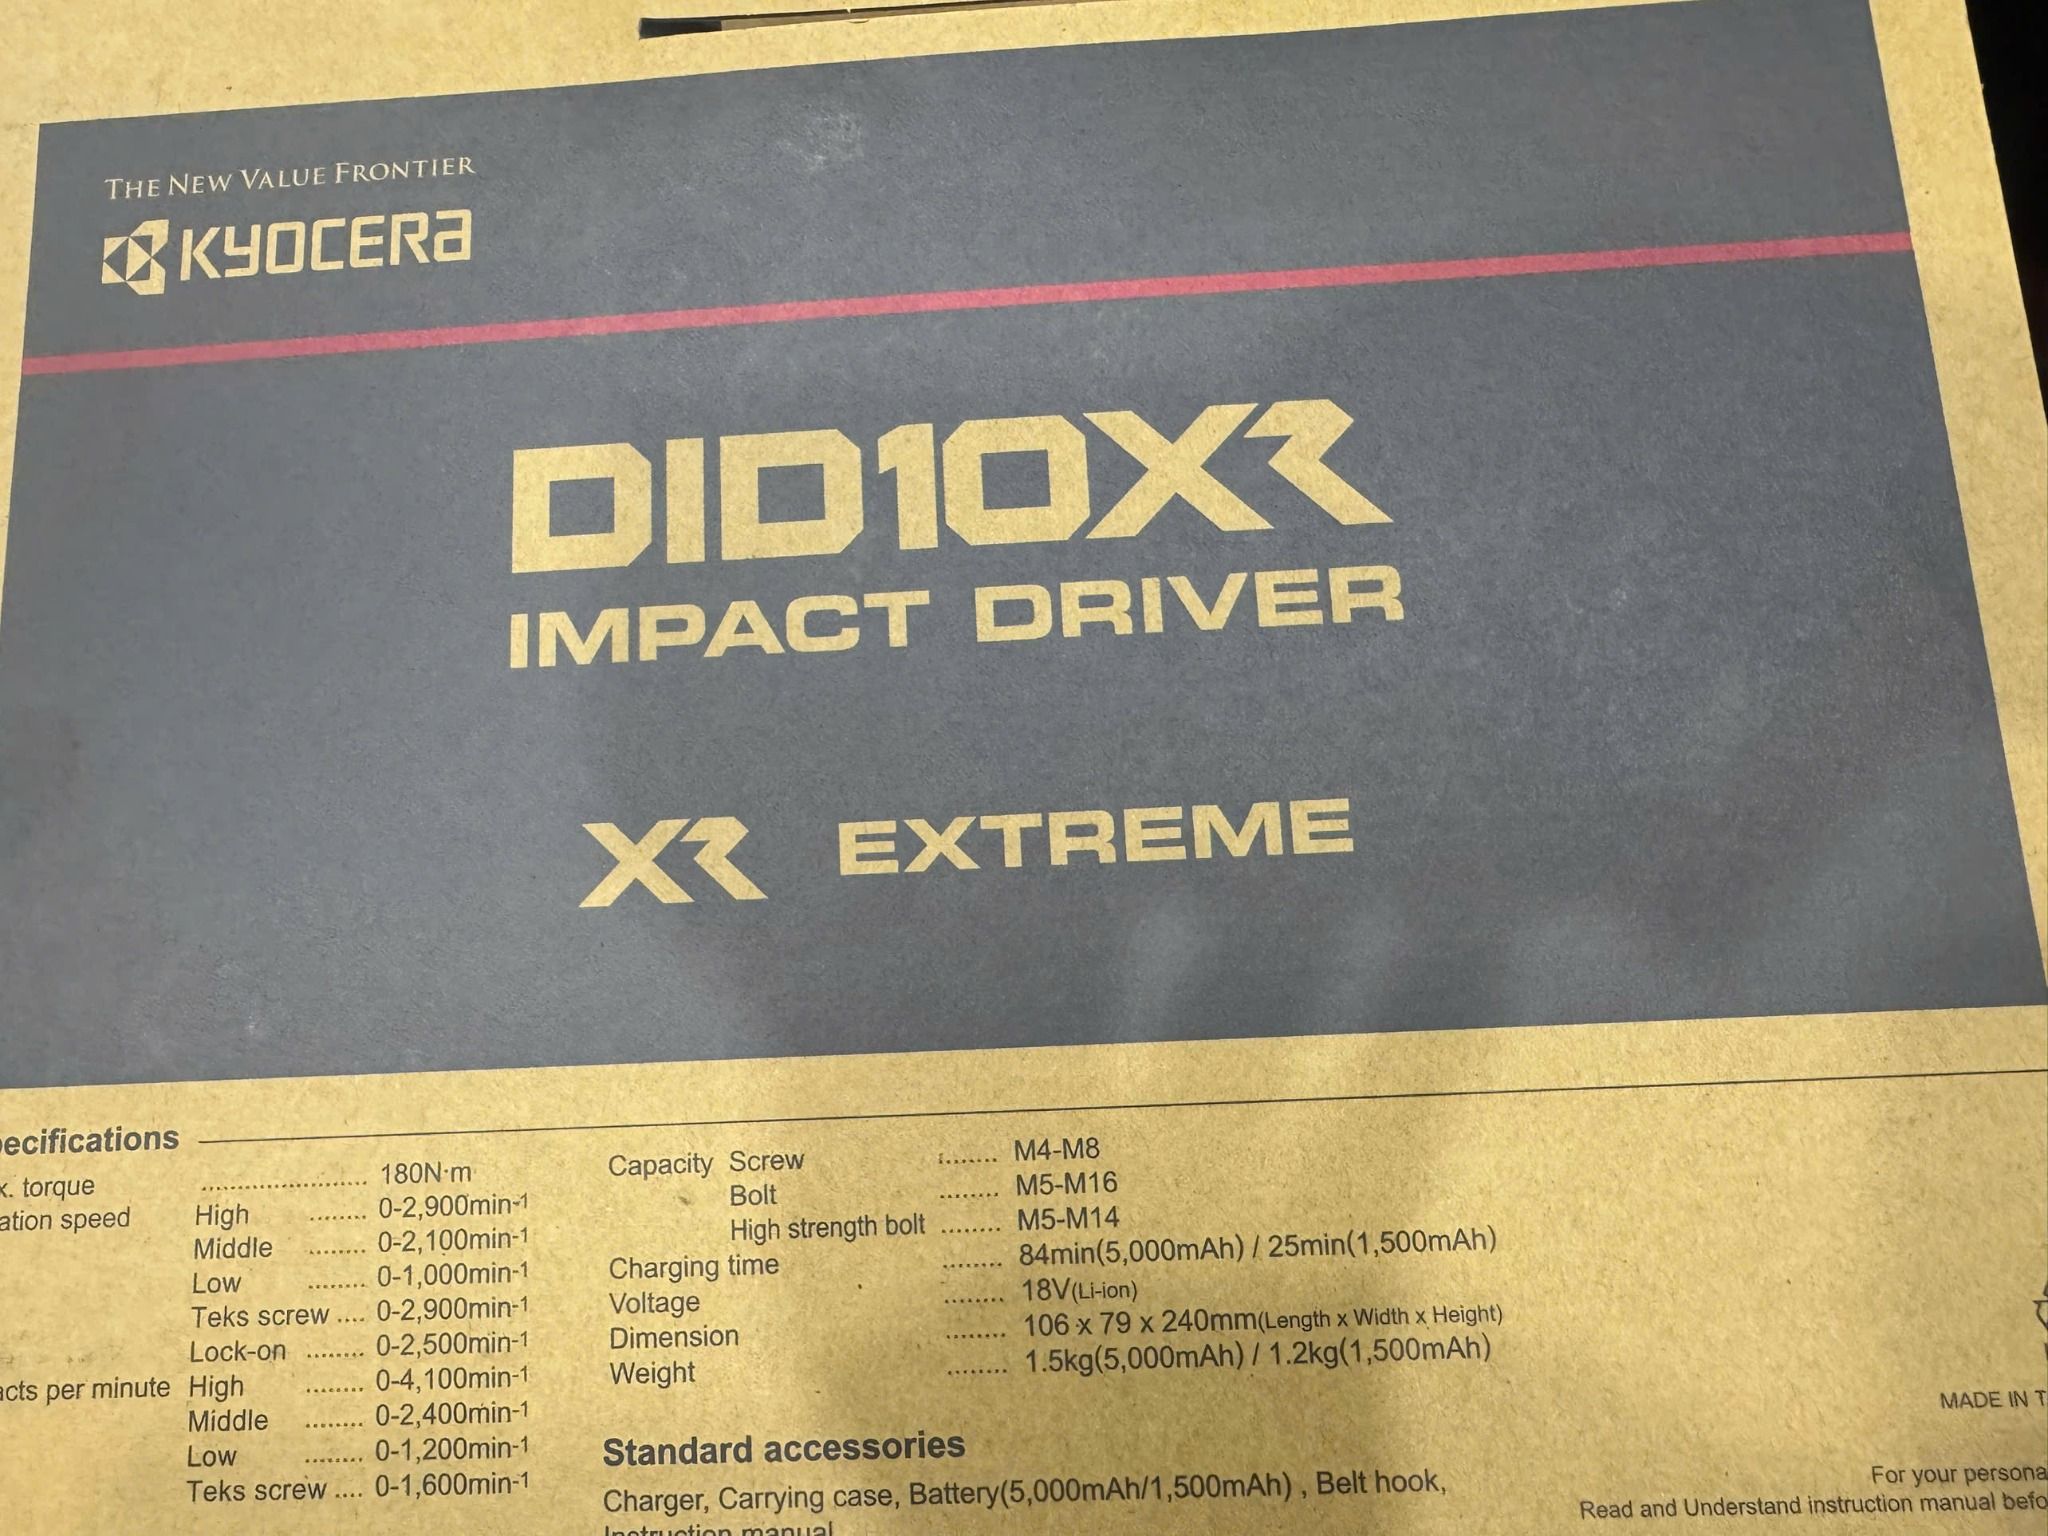 THE NEW VALUE FRONTIER
KYOCERA
DID10XR
IMPACT DRIVER
XR EXTREME
ecifications
x. torque ........................ 180N·m
ation speed High ........ 0-2,900min-1
Middle ........ 0-2,100min-1
Low ........ 0-1,000min-1
Teks screw .... 0-2,900min-1
Lock-on ........ 0-2,500min-1
acts per minute High ........ 0-4,100min-1
Middle ........ 0-2,400min-1
Low ........ 0-1,200min-1
Teks screw .... 0-1,600min-1
Capacity Screw ........ M4-M8
Bolt ........ M5-M16
High strength bolt ........ M5-M14
Charging time ........ 84min(5,000mAh) / 25min(1,500mAh)
Voltage ........ 18V(Li-ion)
Dimension ........ 106 x 79 x 240mm(Length x Width x Height)
Weight ........ 1.5kg(5,000mAh) / 1.2kg(1,500mAh)
Standard accessories
Charger, Carrying case, Battery(5,000mAh/1,500mAh) , Belt hook,
Instruction manual
MADE IN T
For your persona
Read and Understand instruction manual befo